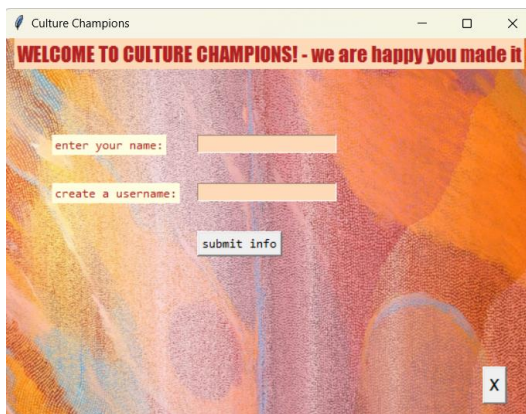 Culture Champions
WELCOME TO CULTURE CHAMPIONS! - we are happy you made it
enter your name:
create a username:
submit info
X